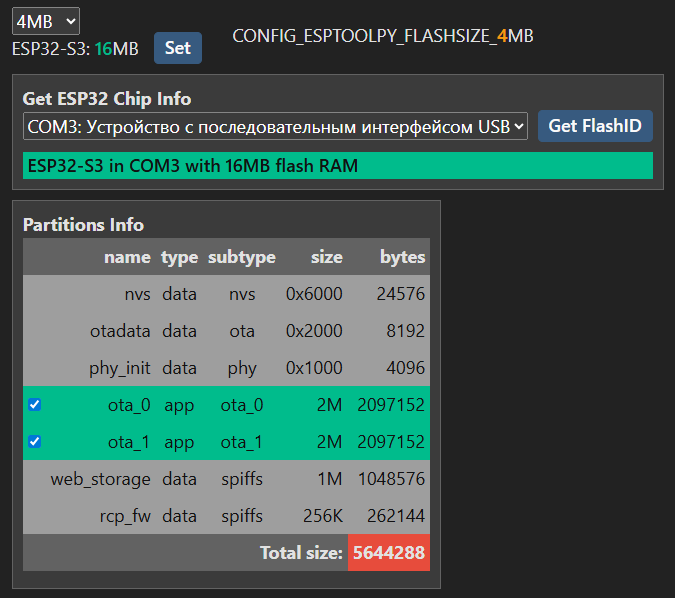 4MB
ESP32-S3: 16MB Set CONFIG_ESPTOOLPY_FLASHSIZE_4MB
Get ESP32 Chip Info
COM3: Устройство с последовательным интерфейсом USB Get FlashID
ESP32-S3 in COM3 with 16MB flash RAM
Partitions Info
name type subtype size bytes
nvs data nvs 0x6000 24576
otadata data ota 0x2000 8192
phy_init data phy 0x1000 4096
ota_0 app ota_0 2M 2097152
ota_1 app ota_1 2M 2097152
web_storage data spiffs 1M 1048576
rcp_fw data spiffs 256K 262144
Total size: 5644288